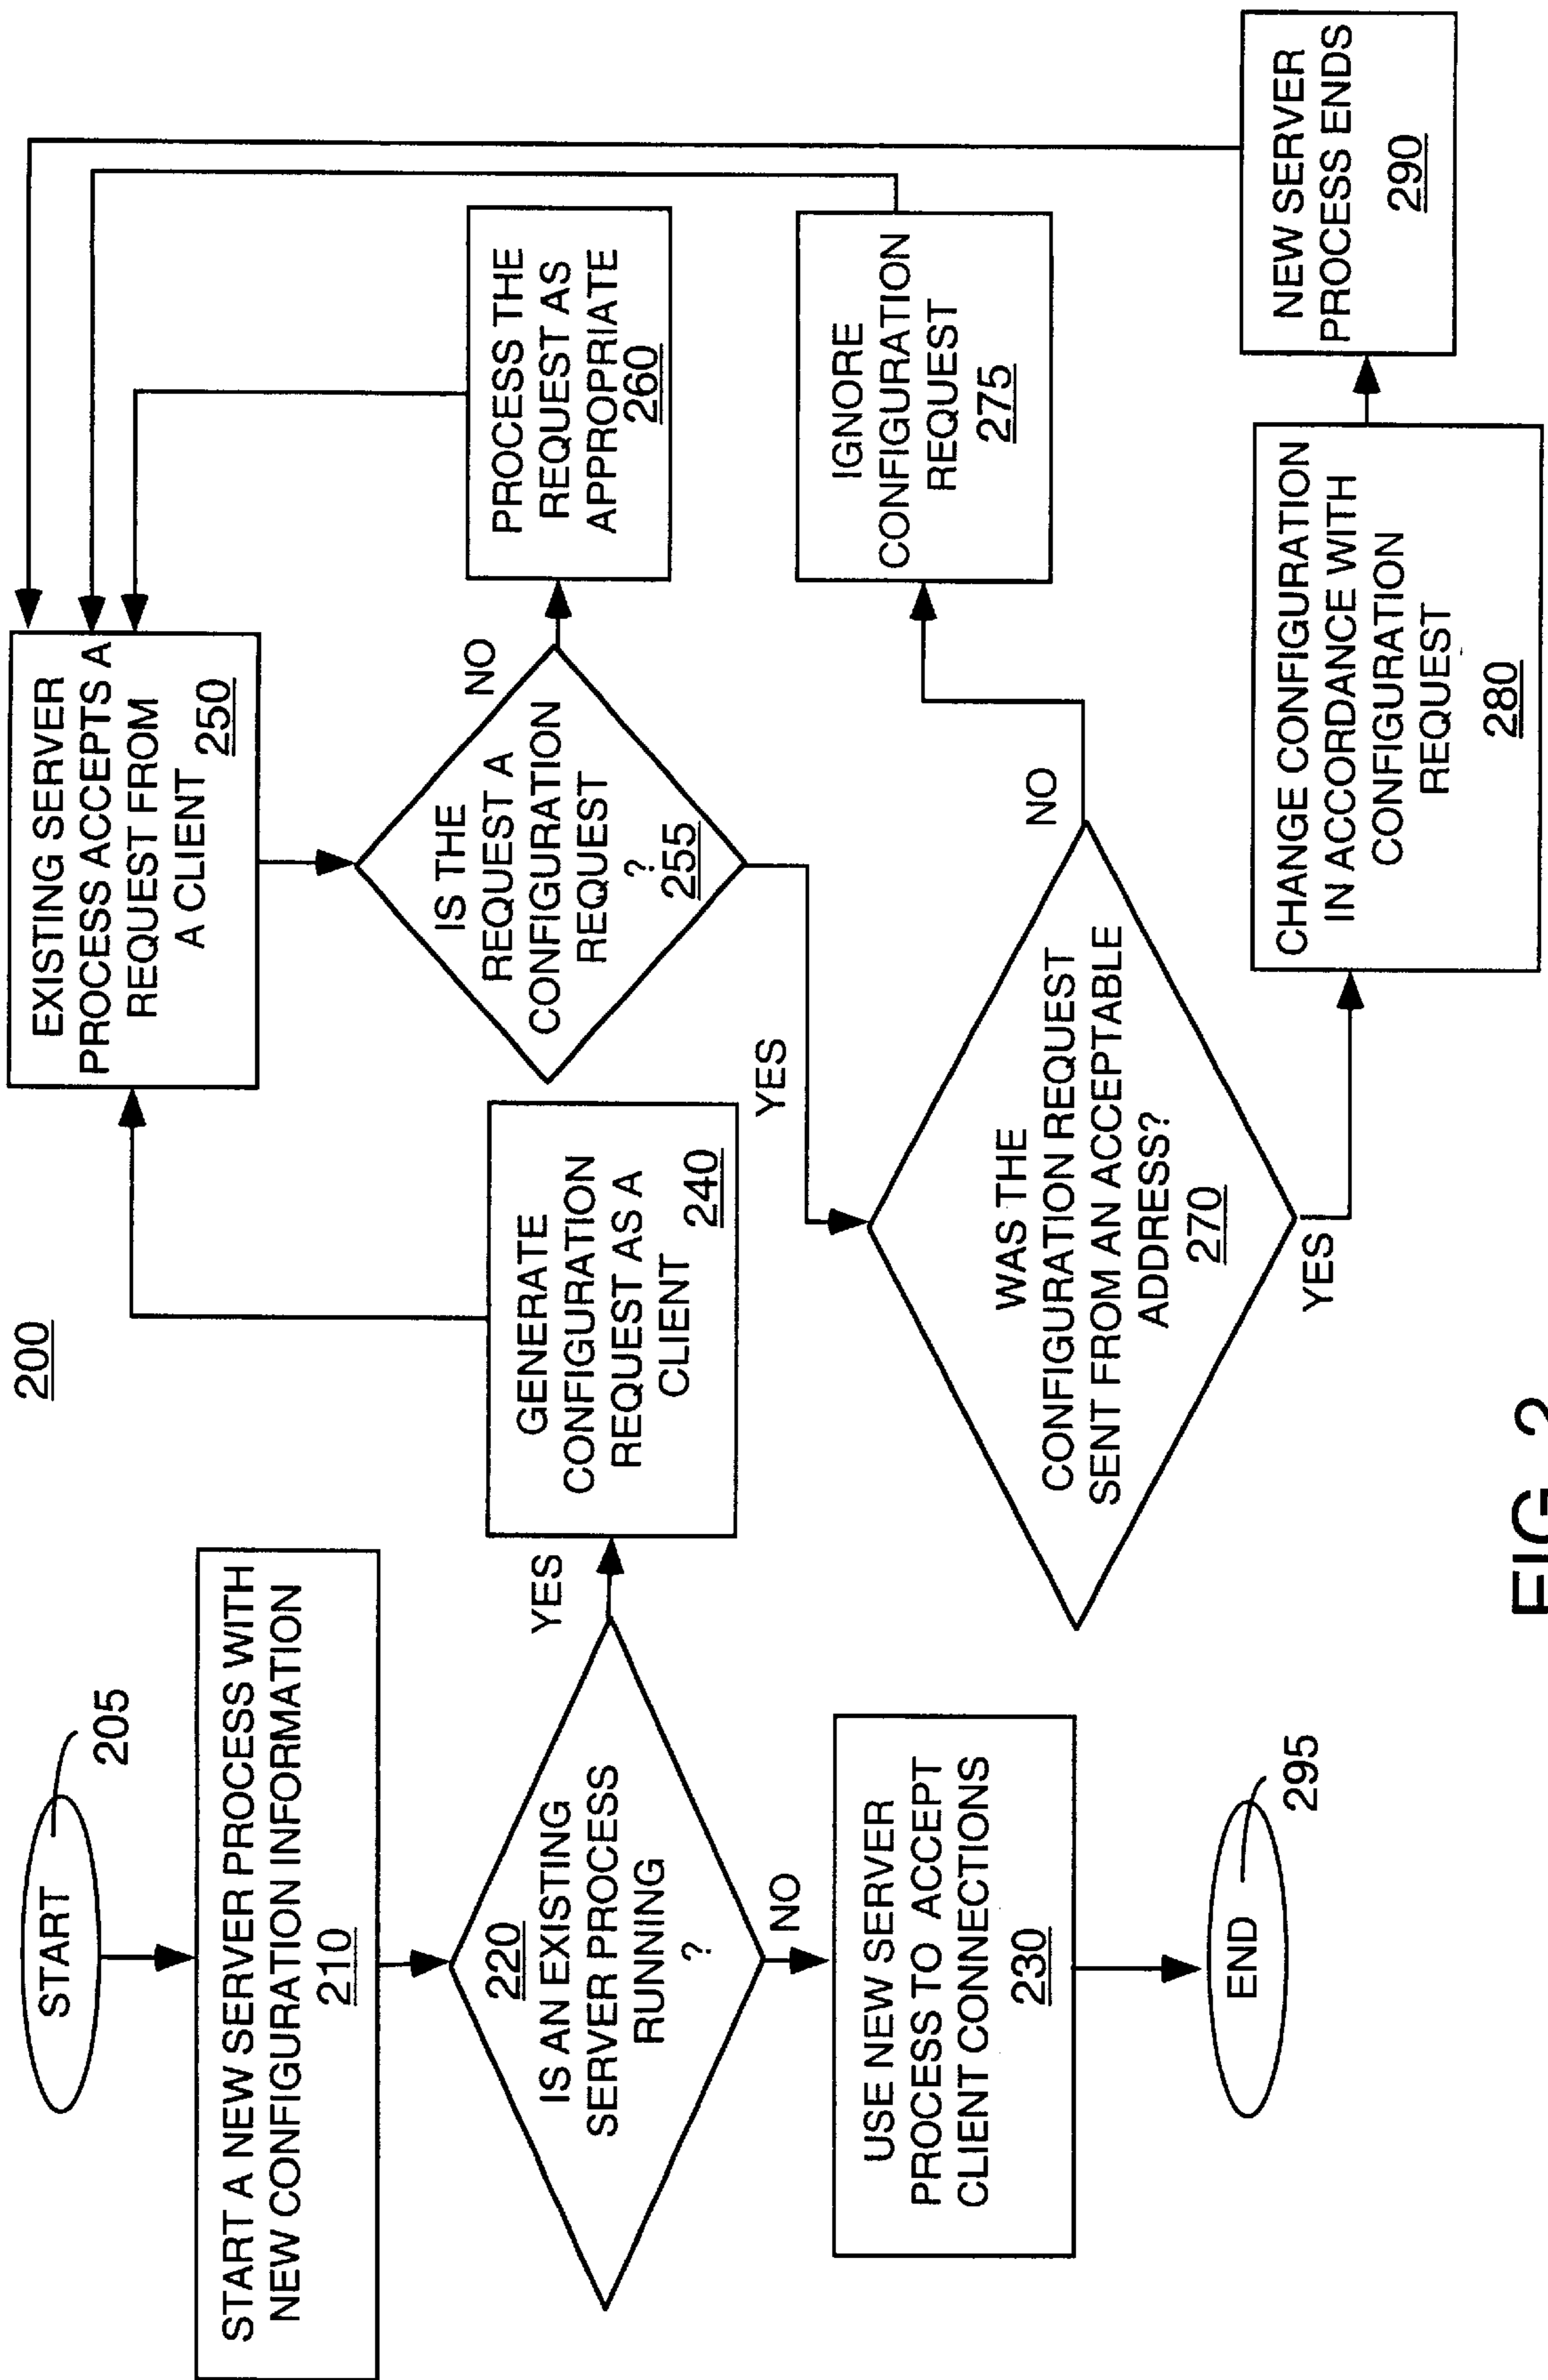 200
START
205
START A NEW SERVER PROCESS WITH
NEW CONFIGURATION INFORMATION
210
220
IS AN EXISTING
SERVER PROCESS
RUNNING
?
YES
NO
USE NEW SERVER
PROCESS TO ACCEPT
CLIENT CONNECTIONS
230
END
295
GENERATE
CONFIGURATION
REQUEST AS A
CLIENT
240
EXISTING SERVER
PROCESS ACCEPTS A
REQUEST FROM
A CLIENT
250
IS THE
REQUEST A
CONFIGURATION
REQUEST
?
255
NO
YES
PROCESS THE
REQUEST AS
APPROPRIATE
260
WAS THE
CONFIGURATION REQUEST
SENT FROM AN ACCEPTABLE
ADDRESS?
270
NO
YES
IGNORE
CONFIGURATION
REQUEST
275
CHANGE CONFIGURATION
IN ACCORDANCE WITH
CONFIGURATION
REQUEST
280
NEW SERVER
PROCESS ENDS
290
FIG. 2